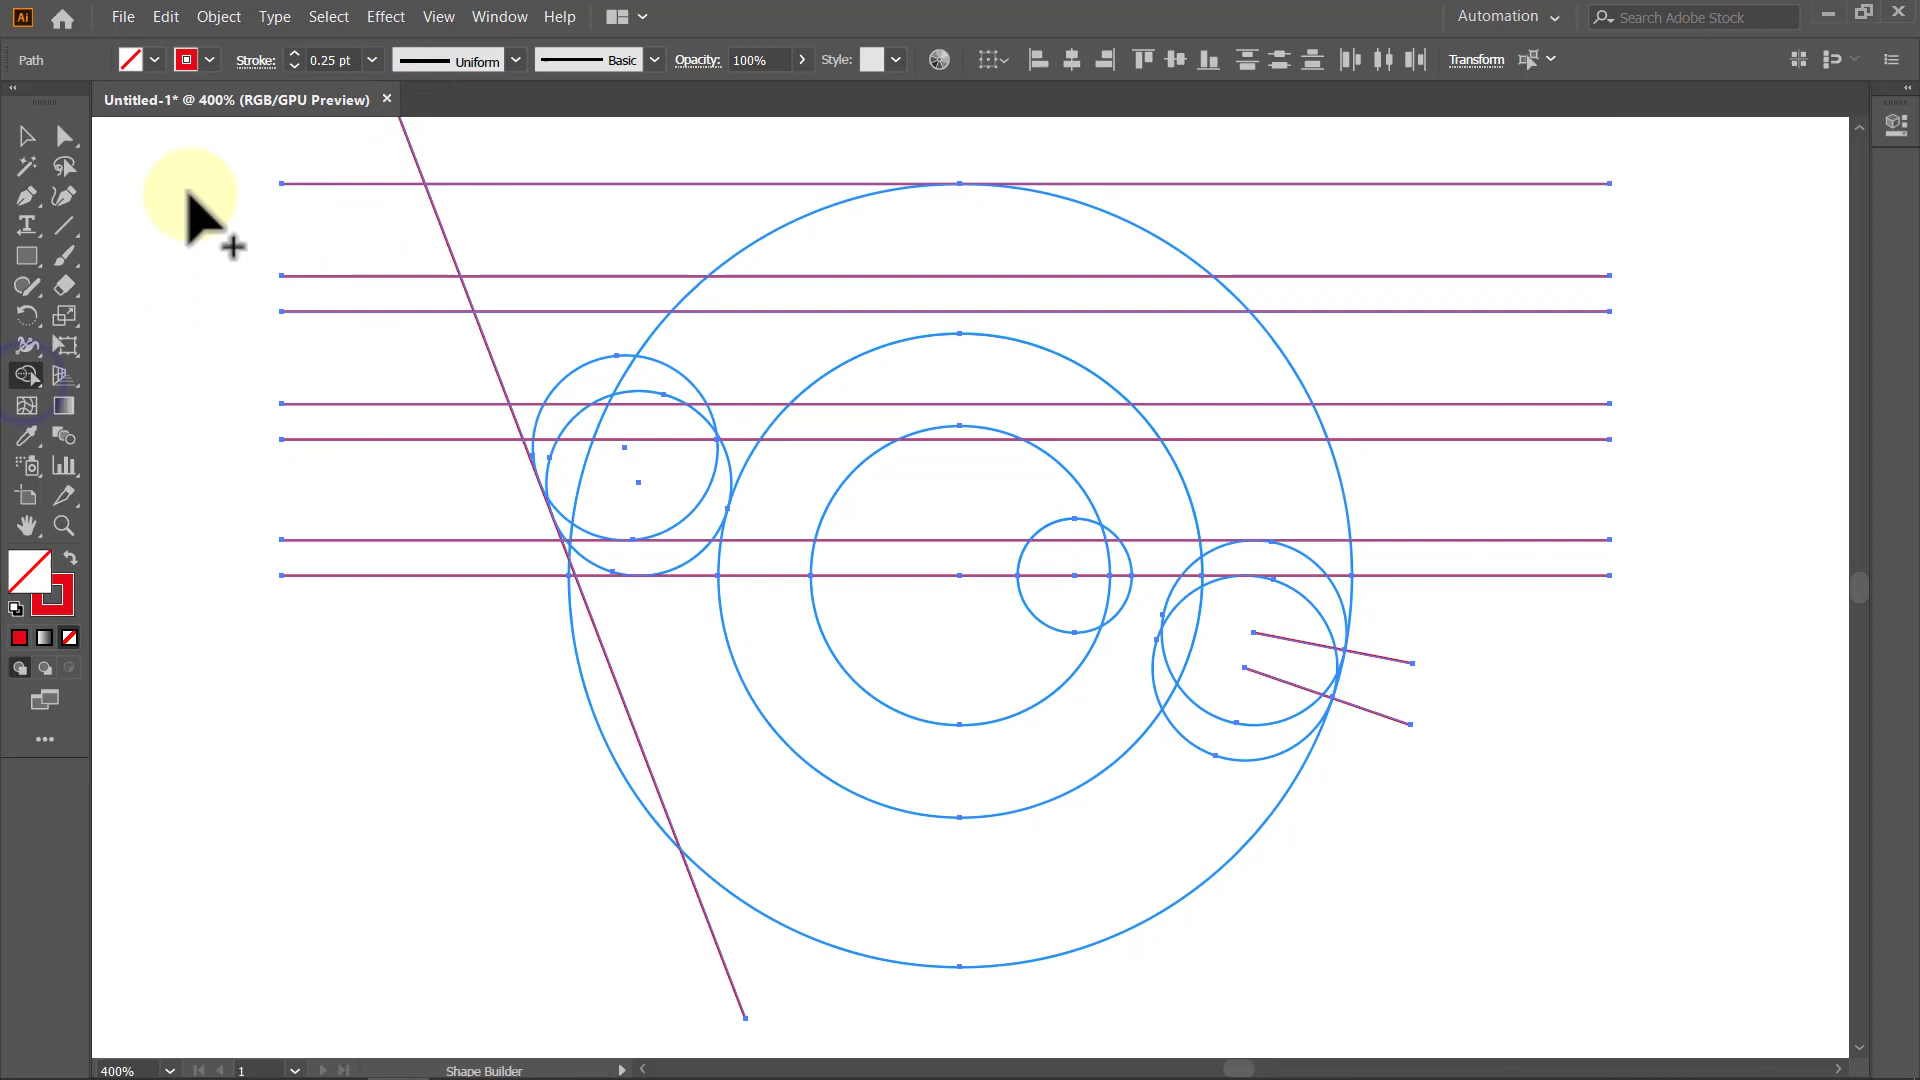 Ai File Edit Object Type Select Effect View Window Help Automation Search Adobe Stock
Path Stroke: 0.25 pt Uniform Basic Opacity: 100% Style: Transform
Untitled-1* @ 400% (RGB/GPU Preview)
400% 1 Shape Builder